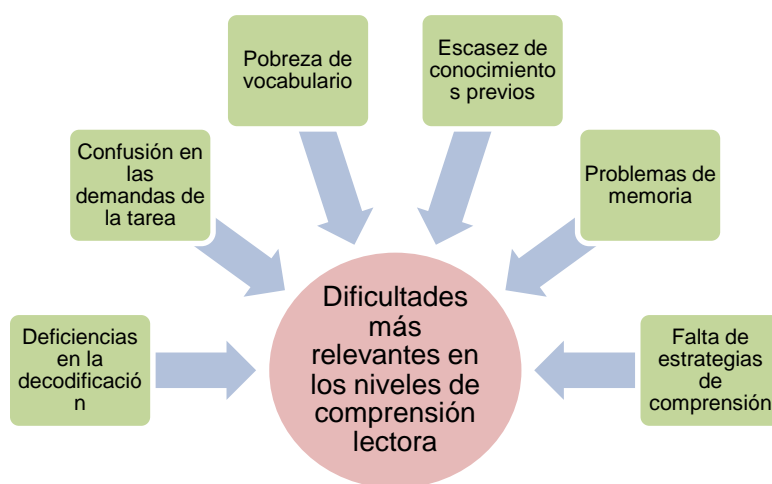 Pobreza de
vocabulario
Escasez de
conocimiento
s previos
Confusión en
las
demandas de
la tarea
Problemas de
memoria
Deficiencias
en la
decodificació
n
Dificultades
más
relevantes en
los niveles de
comprensión
lectora
Falta de
estrategias
de
comprensión